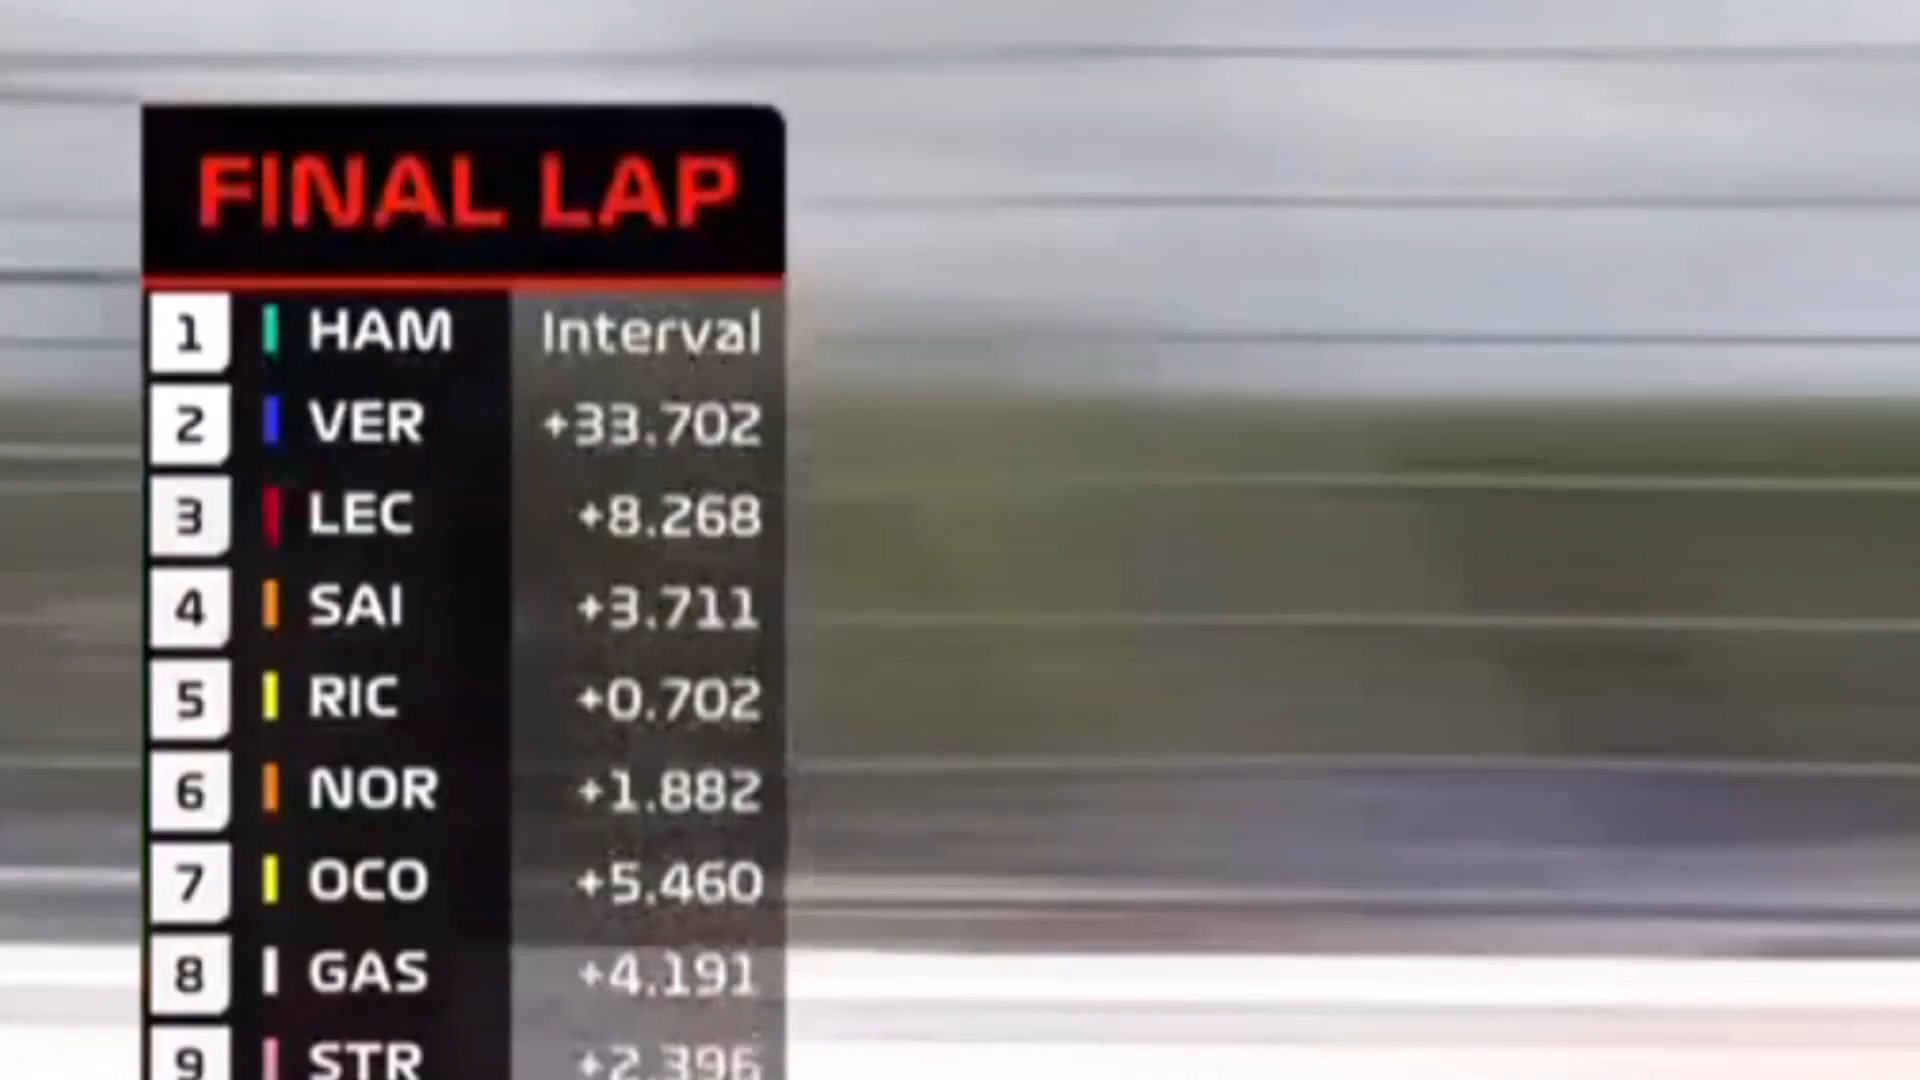 FINAL LAP
1 HAM Interval
2 VER +33.702
3 LEC +8.268
4 SAI +3.711
5 RIC +0.702
6 NOR +1.882
7 OCO +5.460
8 GAS +4.191
9 STR +2.396